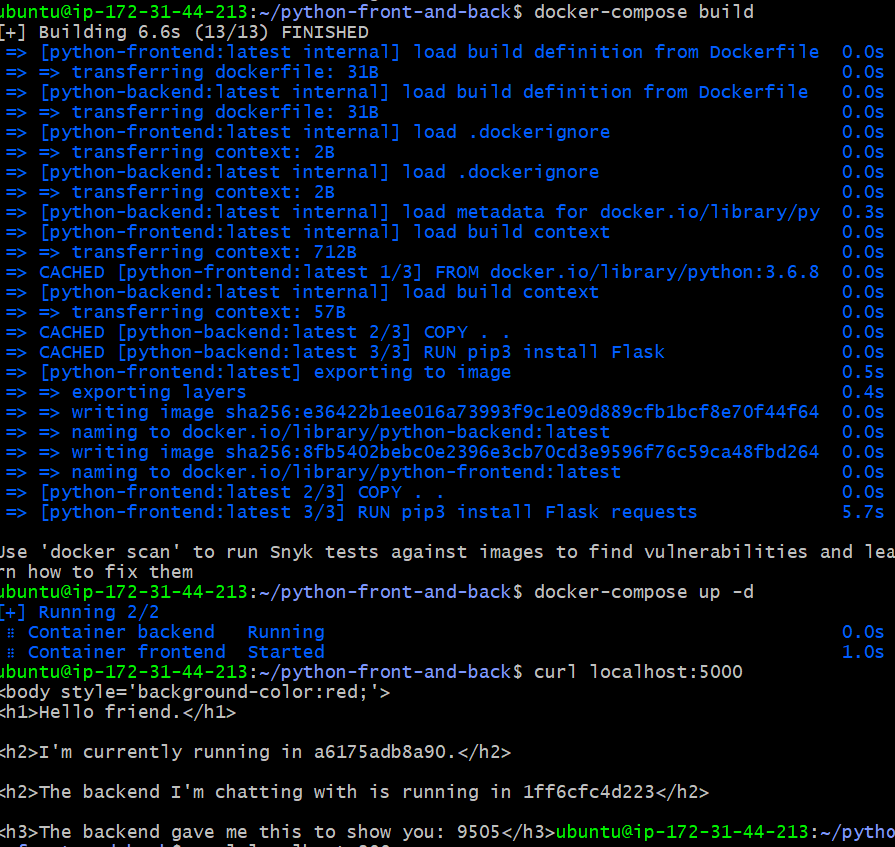 ubuntu@ip-172-31-44-213:~/python-front-and-back$ docker-compose build
[+] Building 6.6s (13/13) FINISHED
=> [python-frontend:latest internal] load build definition from Dockerfile 0.0s
=> => transferring dockerfile: 31B 0.0s
=> [python-backend:latest internal] load build definition from Dockerfile 0.0s
=> => transferring dockerfile: 31B 0.0s
=> [python-frontend:latest internal] load .dockerignore 0.0s
=> => transferring context: 2B 0.0s
=> [python-backend:latest internal] load .dockerignore 0.0s
=> => transferring context: 2B 0.0s
=> [python-backend:latest internal] load metadata for docker.io/library/py 0.3s
=> [python-frontend:latest internal] load build context 0.0s
=> => transferring context: 712B 0.0s
=> CACHED [python-frontend:latest 1/3] FROM docker.io/library/python:3.6.8 0.0s
=> [python-backend:latest internal] load build context 0.0s
=> => transferring context: 57B 0.0s
=> CACHED [python-backend:latest 2/3] COPY . . 0.0s
=> CACHED [python-backend:latest 3/3] RUN pip3 install Flask 0.0s
=> [python-frontend:latest] exporting to image 0.5s
=> => exporting layers 0.4s
=> => writing image sha256:e36422b1ee016a73993f9c1e09d889cfb1bcf8e70f44f64 0.0s
=> => naming to docker.io/library/python-backend:latest 0.0s
=> => writing image sha256:8fb5402bebc0e2396e3cb70cd3e9596f76c59ca48fbd264 0.0s
=> => naming to docker.io/library/python-frontend:latest 0.0s
=> [python-frontend:latest 2/3] COPY . . 0.0s
=> [python-frontend:latest 3/3] RUN pip3 install Flask requests 5.7s
Use 'docker scan' to run Snyk tests against images to find vulnerabilities and lea
rn how to fix them
ubuntu@ip-172-31-44-213:~/python-front-and-back$ docker-compose up -d
[+] Running 2/2
⠿ Container backend Running 0.0s
⠿ Container frontend Started 1.0s
ubuntu@ip-172-31-44-213:~/python-front-and-back$ curl localhost:5000
<body style='background-color:red;'>
<h1>Hello friend.</h1>
<h2>I'm currently running in a6175adb8a90.</h2>
<h2>The backend I'm chatting with is running in 1ff6cfc4d223</h2>
<h3>The backend gave me this to show you: 9505</h3>ubuntu@ip-172-31-44-213:~/pytho